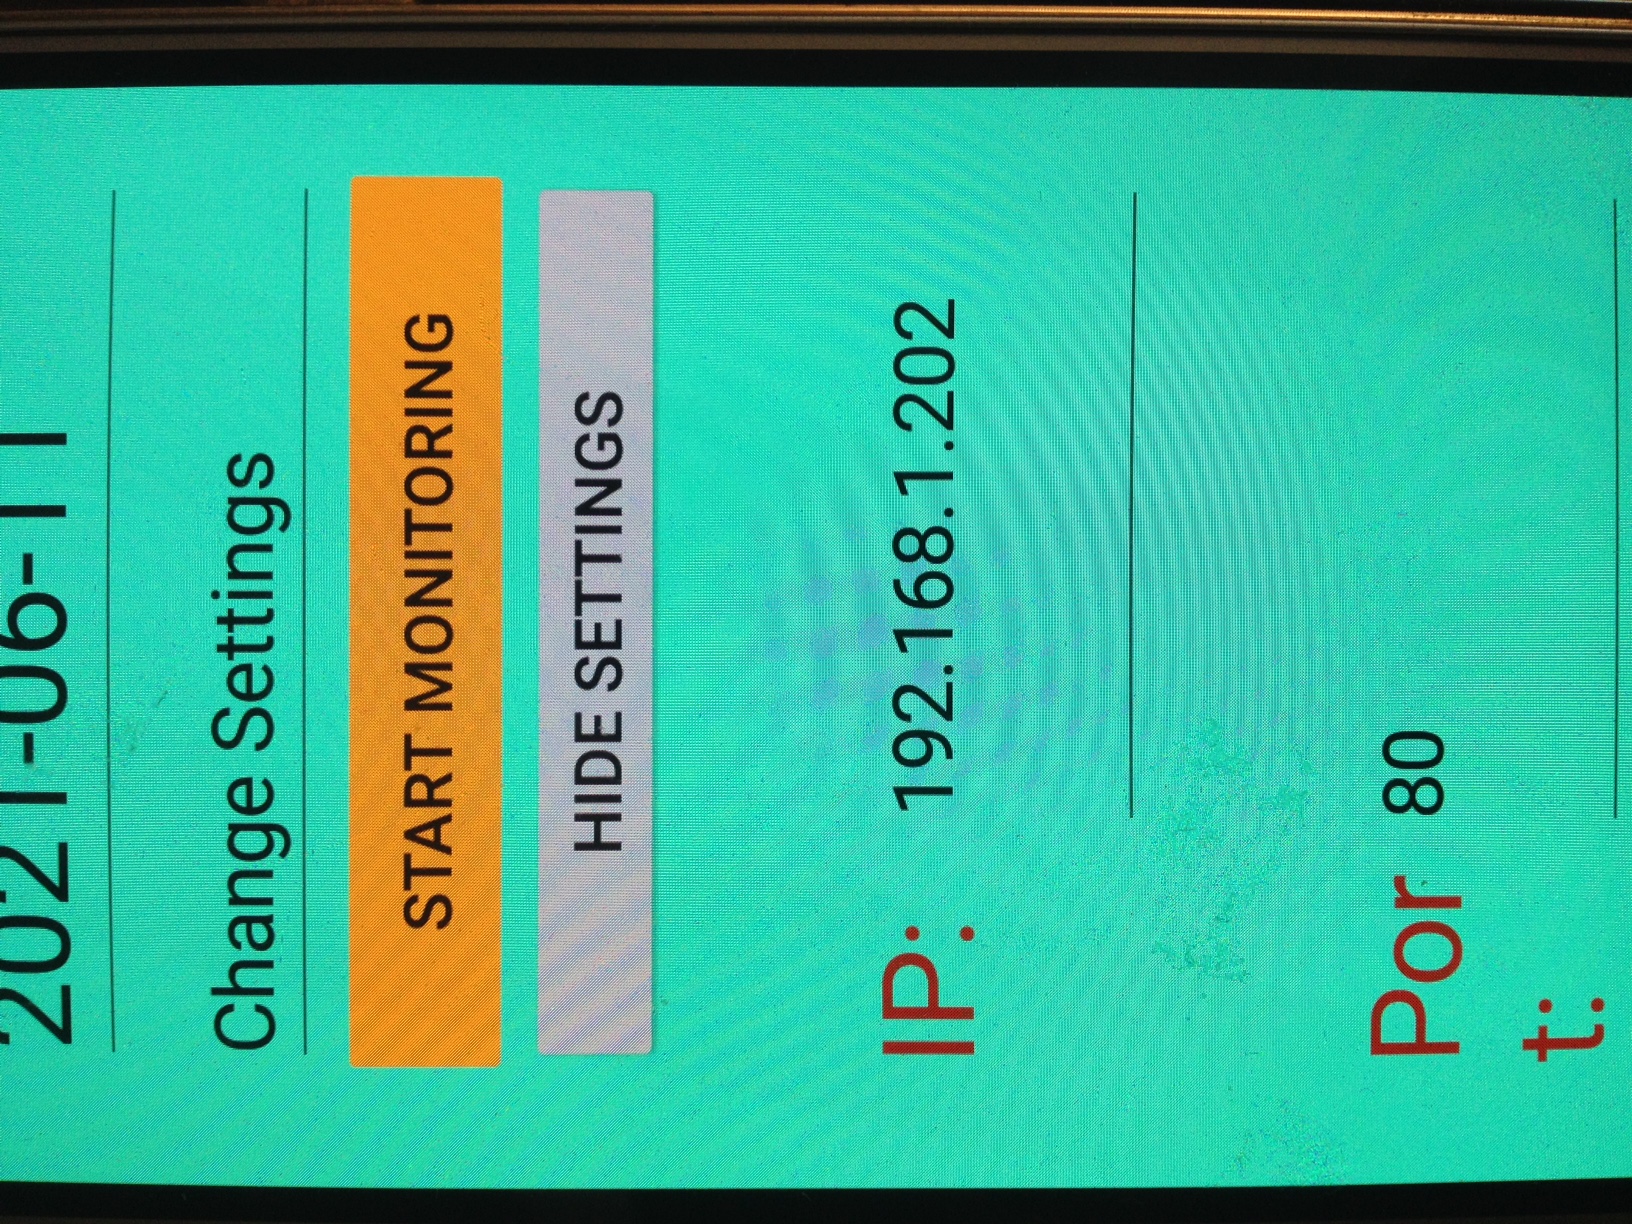 2021-06-11
Change Settings
START MONITORING
HIDE SETTINGS
IP: 192.168.1.202
Por 80
t: